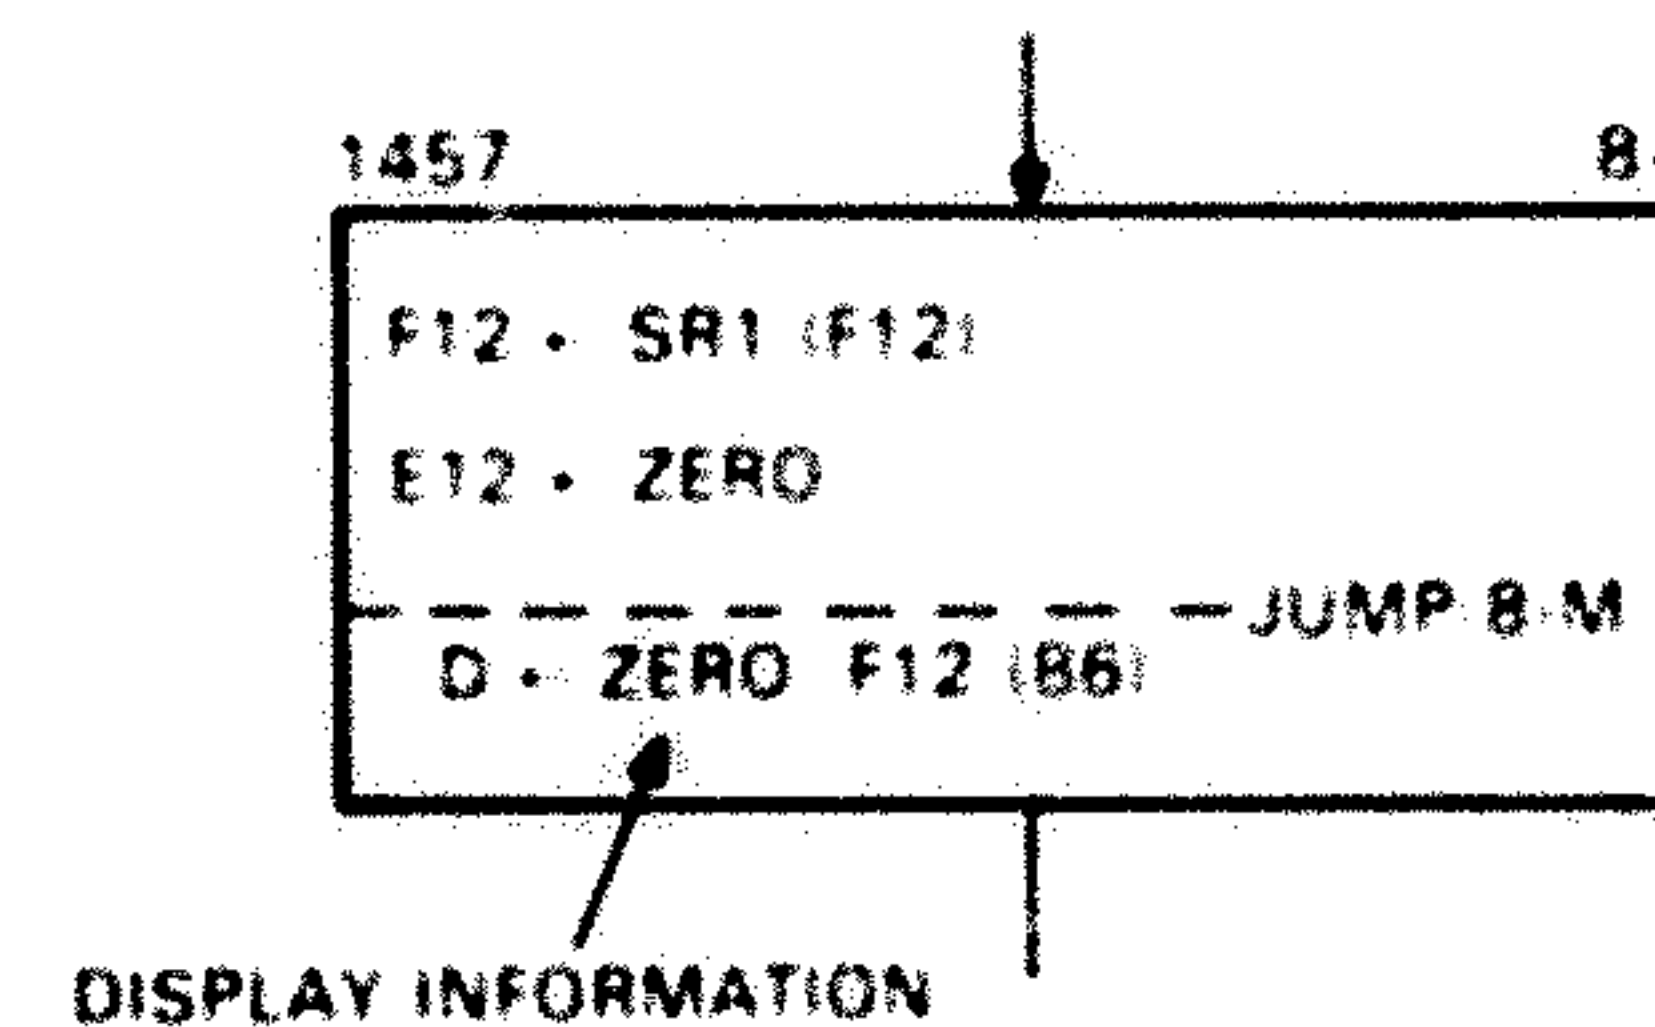 1457 8-
F12 • SR1 (F12)
E12 • ZERO
JUMP 8-M
D • ZERO F12 (B6)
DISPLAY INFORMATION